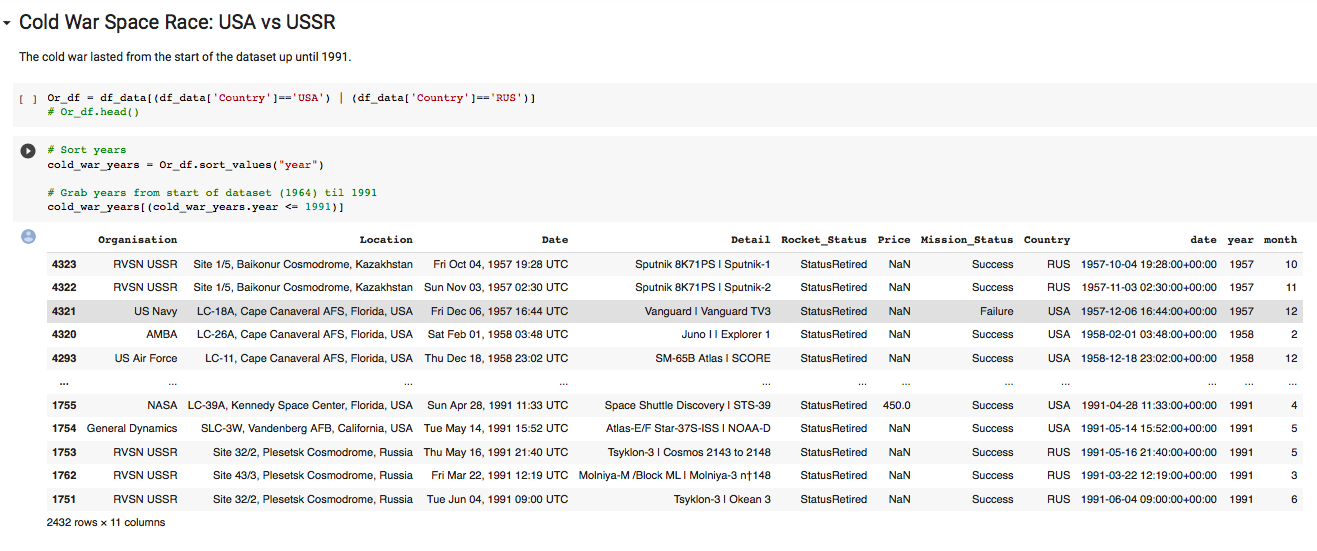 Cold War Space Race: USA vs USSR
The cold war lasted from the start of the dataset up until 1991.
[ ] Or_df = df_data[(df_data['Country']=='USA') | (df_data['Country']=='RUS')]
# Or_df.head()
# Sort years
cold_war_years = Or_df.sort_values("year")
# Grab years from start of dataset (1964) til 1991
cold_war_years[(cold_war_years.year <= 1991)]
Organisation Location Date Detail Rocket_Status Price Mission_Status Country date year month
4323 RVSN USSR Site 1/5, Baikonur Cosmodrome, Kazakhstan Fri Oct 04, 1957 19:28 UTC Sputnik 8K71PS | Sputnik-1 StatusRetired NaN Success RUS 1957-10-04 19:28:00+00:00 1957 10
4322 RVSN USSR Site 1/5, Baikonur Cosmodrome, Kazakhstan Sun Nov 03, 1957 02:30 UTC Sputnik 8K71PS | Sputnik-2 StatusRetired NaN Success RUS 1957-11-03 02:30:00+00:00 1957 11
4321 US Navy LC-18A, Cape Canaveral AFS, Florida, USA Fri Dec 06, 1957 16:44 UTC Vanguard | Vanguard TV3 StatusRetired NaN Failure USA 1957-12-06 16:44:00+00:00 1957 12
4320 AMBA LC-26A, Cape Canaveral AFS, Florida, USA Sat Feb 01, 1958 03:48 UTC Juno I | Explorer 1 StatusRetired NaN Success USA 1958-02-01 03:48:00+00:00 1958 2
4293 US Air Force LC-11, Cape Canaveral AFS, Florida, USA Thu Dec 18, 1958 23:02 UTC SM-65B Atlas | SCORE StatusRetired NaN Success USA 1958-12-18 23:02:00+00:00 1958 12
... ... ... ... ... ... ... ... ... ... ... ...
1755 NASA LC-39A, Kennedy Space Center, Florida, USA Sun Apr 28, 1991 11:33 UTC Space Shuttle Discovery | STS-39 StatusRetired 450.0 Success USA 1991-04-28 11:33:00+00:00 1991 4
1754 General Dynamics SLC-3W, Vandenberg AFB, California, USA Tue May 14, 1991 15:52 UTC Atlas-E/F Star-37S-ISS | NOAA-D StatusRetired NaN Success USA 1991-05-14 15:52:00+00:00 1991 5
1753 RVSN USSR Site 32/2, Plesetsk Cosmodrome, Russia Thu May 16, 1991 21:40 UTC Tsyklon-3 | Cosmos 2143 to 2148 StatusRetired NaN Success RUS 1991-05-16 21:40:00+00:00 1991 5
1762 RVSN USSR Site 43/3, Plesetsk Cosmodrome, Russia Fri Mar 22, 1991 12:19 UTC Molniya-M /Block ML | Molniya-3 n†148 StatusRetired NaN Success RUS 1991-03-22 12:19:00+00:00 1991 3
1751 RVSN USSR Site 32/2, Plesetsk Cosmodrome, Russia Tue Jun 04, 1991 09:00 UTC Tsyklon-3 | Okean 3 StatusRetired NaN Success RUS 1991-06-04 09:00:00+00:00 1991 6
2432 rows × 11 columns